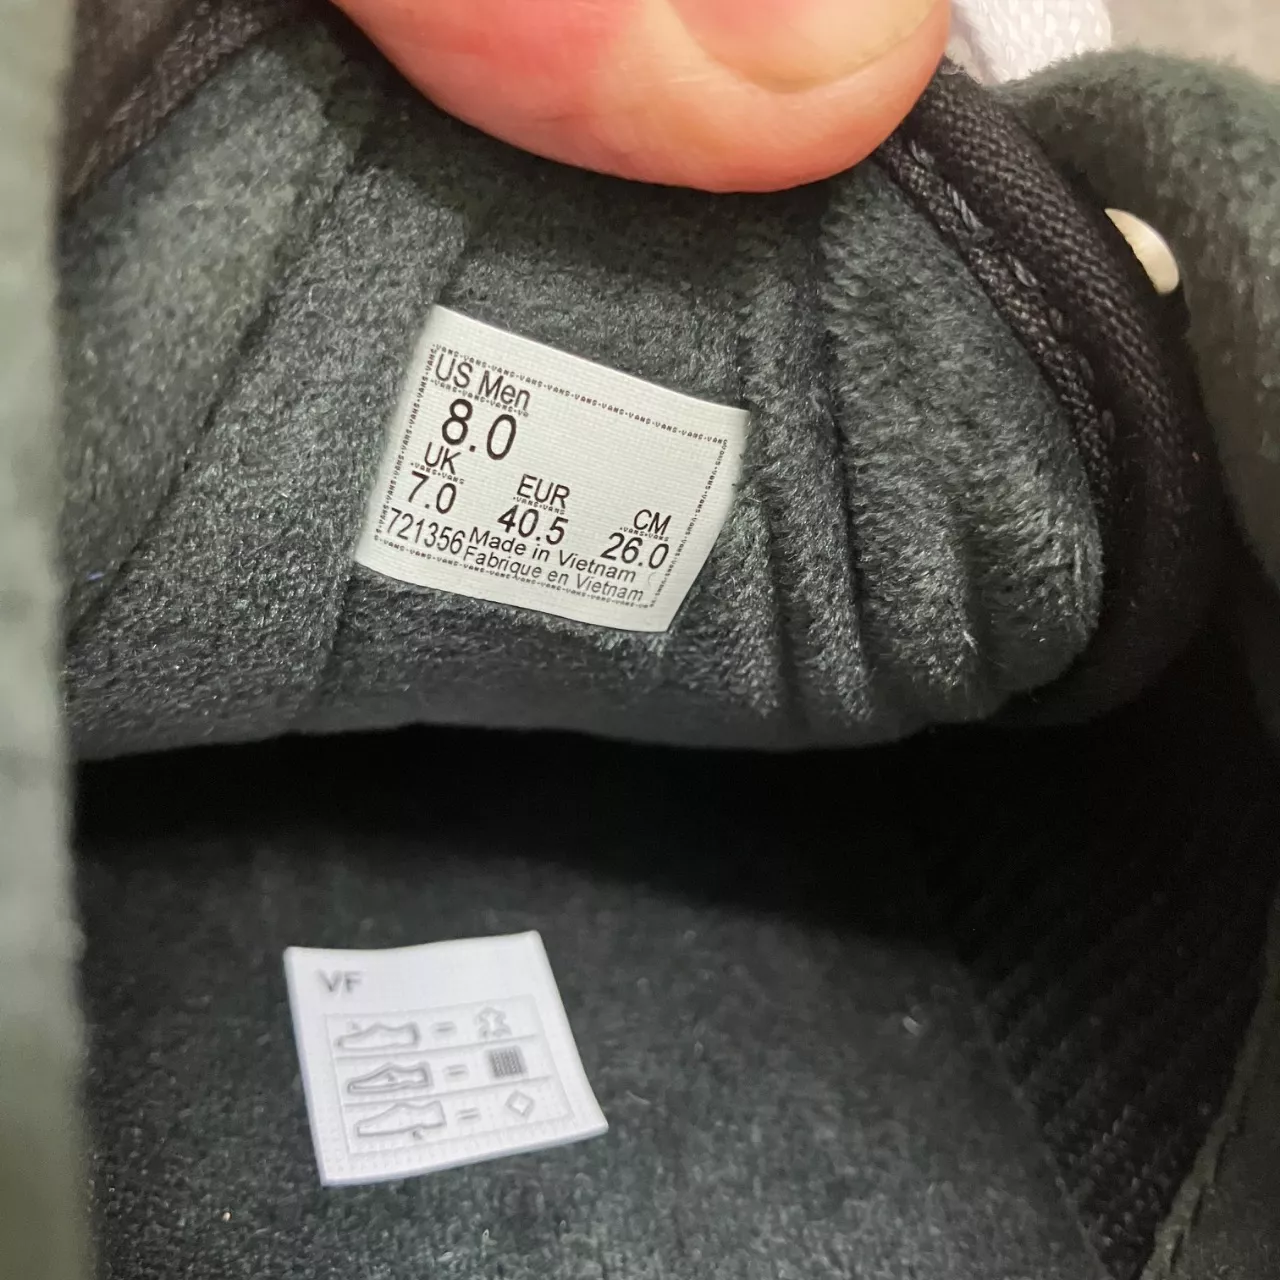 US Men
8.0
UK
7.0
EUR
40.5
CM
26.0
721356
Made in Vietnam
Fabrique en Vietnam
VF